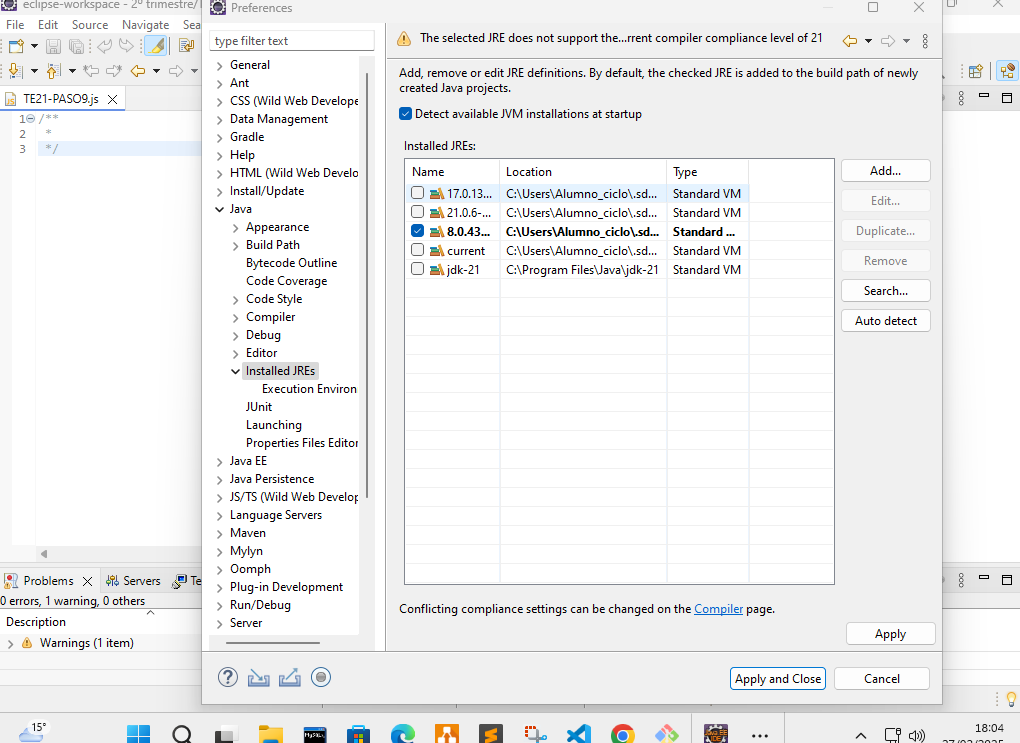 eclipse-workspace - 2º trimestre/
Preferences
File Edit Source Navigate Sea
TE21-PASO9.js
1 /**
2 *
3 */
type filter text
General
Ant
CSS (Wild Web Develope
Data Management
Gradle
Help
HTML (Wild Web Develo
Install/Update
Java
Appearance
Build Path
Bytecode Outline
Code Coverage
Code Style
Compiler
Debug
Editor
Installed JREs
Execution Environ
JUnit
Launching
Properties Files Editor
Java EE
Java Persistence
JS/TS (Wild Web Develop
Language Servers
Maven
Mylyn
Oomph
Plug-in Development
Run/Debug
Server
The selected JRE does not support the...rrent compiler compliance level of 21
Add, remove or edit JRE definitions. By default, the checked JRE is added to the build path of newly
created Java projects.
Detect available JVM installations at startup
Installed JREs:
Name Location Type
17.0.13... C:\Users\Alumno_ciclo\.sd... Standard VM
21.0.6-... C:\Users\Alumno_ciclo\.sd... Standard VM
8.0.43... C:\Users\Alumno_ciclo\.sd... Standard ...
current C:\Users\Alumno_ciclo\.sd... Standard VM
jdk-21 C:\Program Files\Java\jdk-21 Standard VM
Add...
Edit...
Duplicate...
Remove
Search...
Auto detect
Conflicting compliance settings can be changed on the Compiler page.
Apply
Apply and Close
Cancel
Problems Servers Te
0 errors, 1 warning, 0 others
Description
Warnings (1 item)
15°
MySQL
18:04